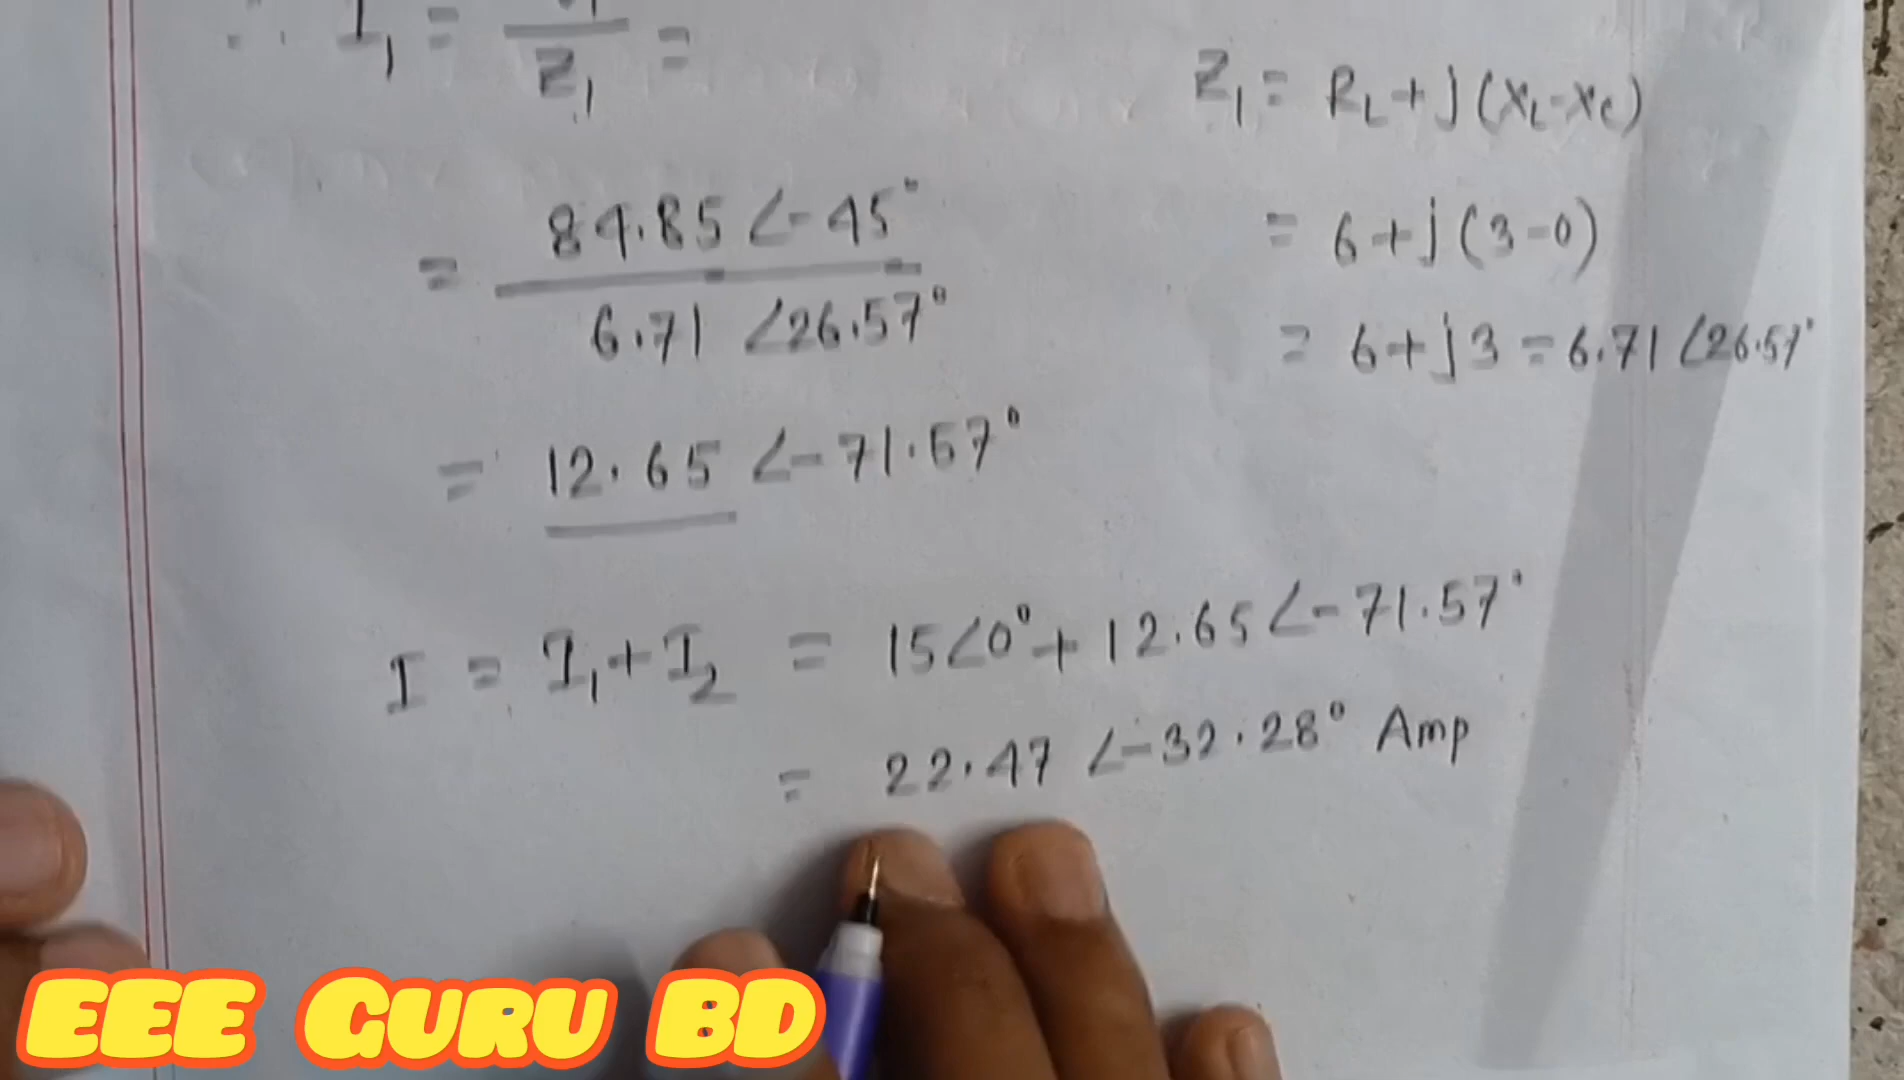 ∴ I₁ = V₁/Z₁ =
Z₁ = RL + j(XL - Xc)
= 84.85 ∠-45° / 6.71 ∠26.57°
= 6 + j(3-0)
= 6 + j3 = 6.71 ∠26.57°
= 12.65 ∠-71.57°
I = I₁ + I₂ = 15∠0° + 12.65 ∠-71.57°
= 22.47 ∠-32.28° Amp
EEE GURU BD